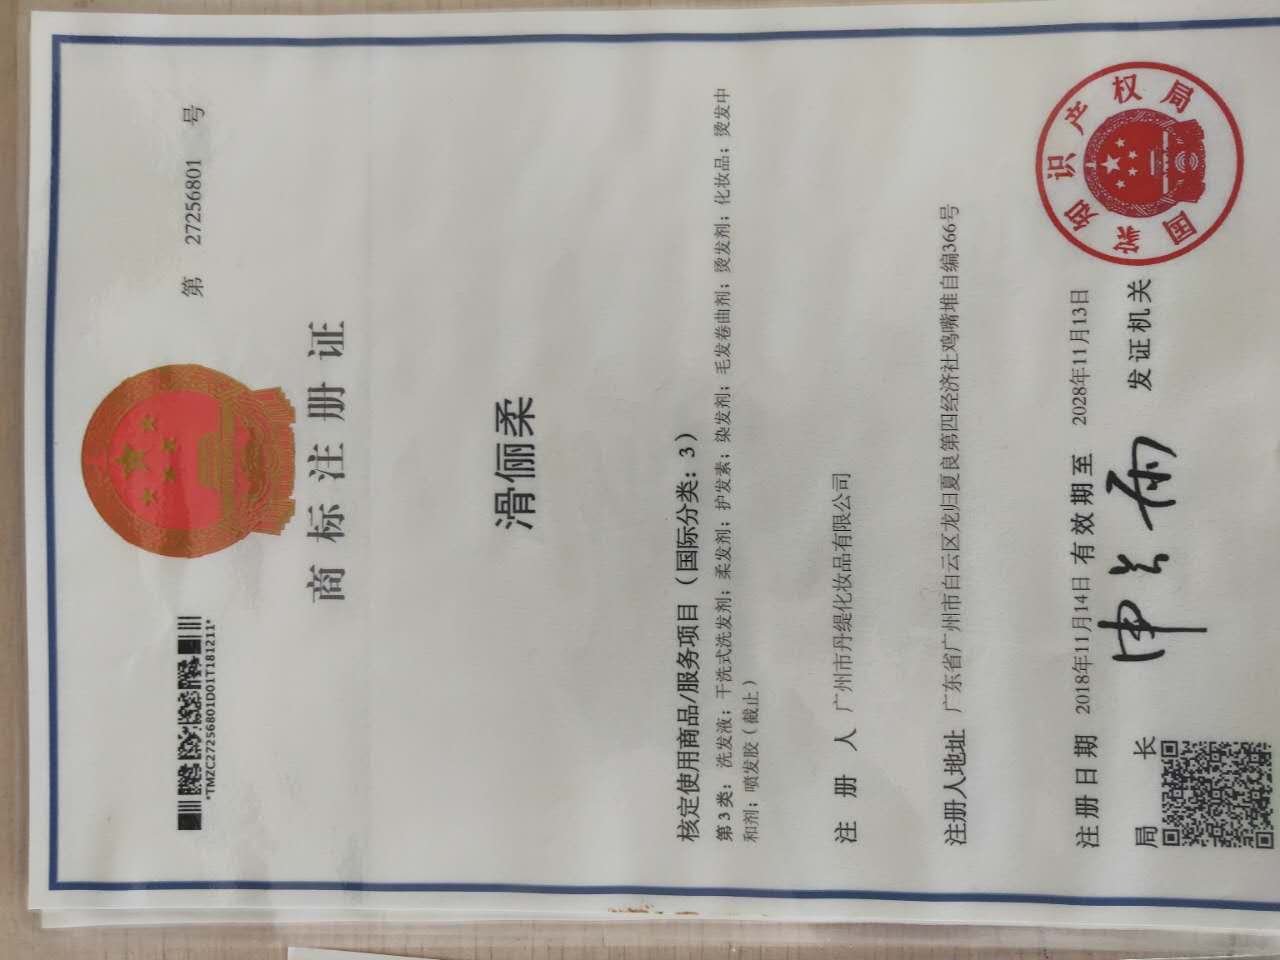 *TMZC27256801D01T181211*
第 27256801 号
商标注册证
滑俪柔
核定使用商品/服务项目（国际分类：3）
第3类：洗发液；干洗式洗发剂；柔发剂；护发素；染发剂；毛发卷曲剂；烫发剂；化妆品；烫发中
和剂；喷发胶（截止）
注册人 广州市丹缇化妆品有限公司
注册人地址 广东省广州市白云区龙归夏良第四经济社鸡嘴堆自编366号
注册日期 2018年11月14日 有效期至 2028年11月13日
局长 申长雨 发证机关
国家知识产权局